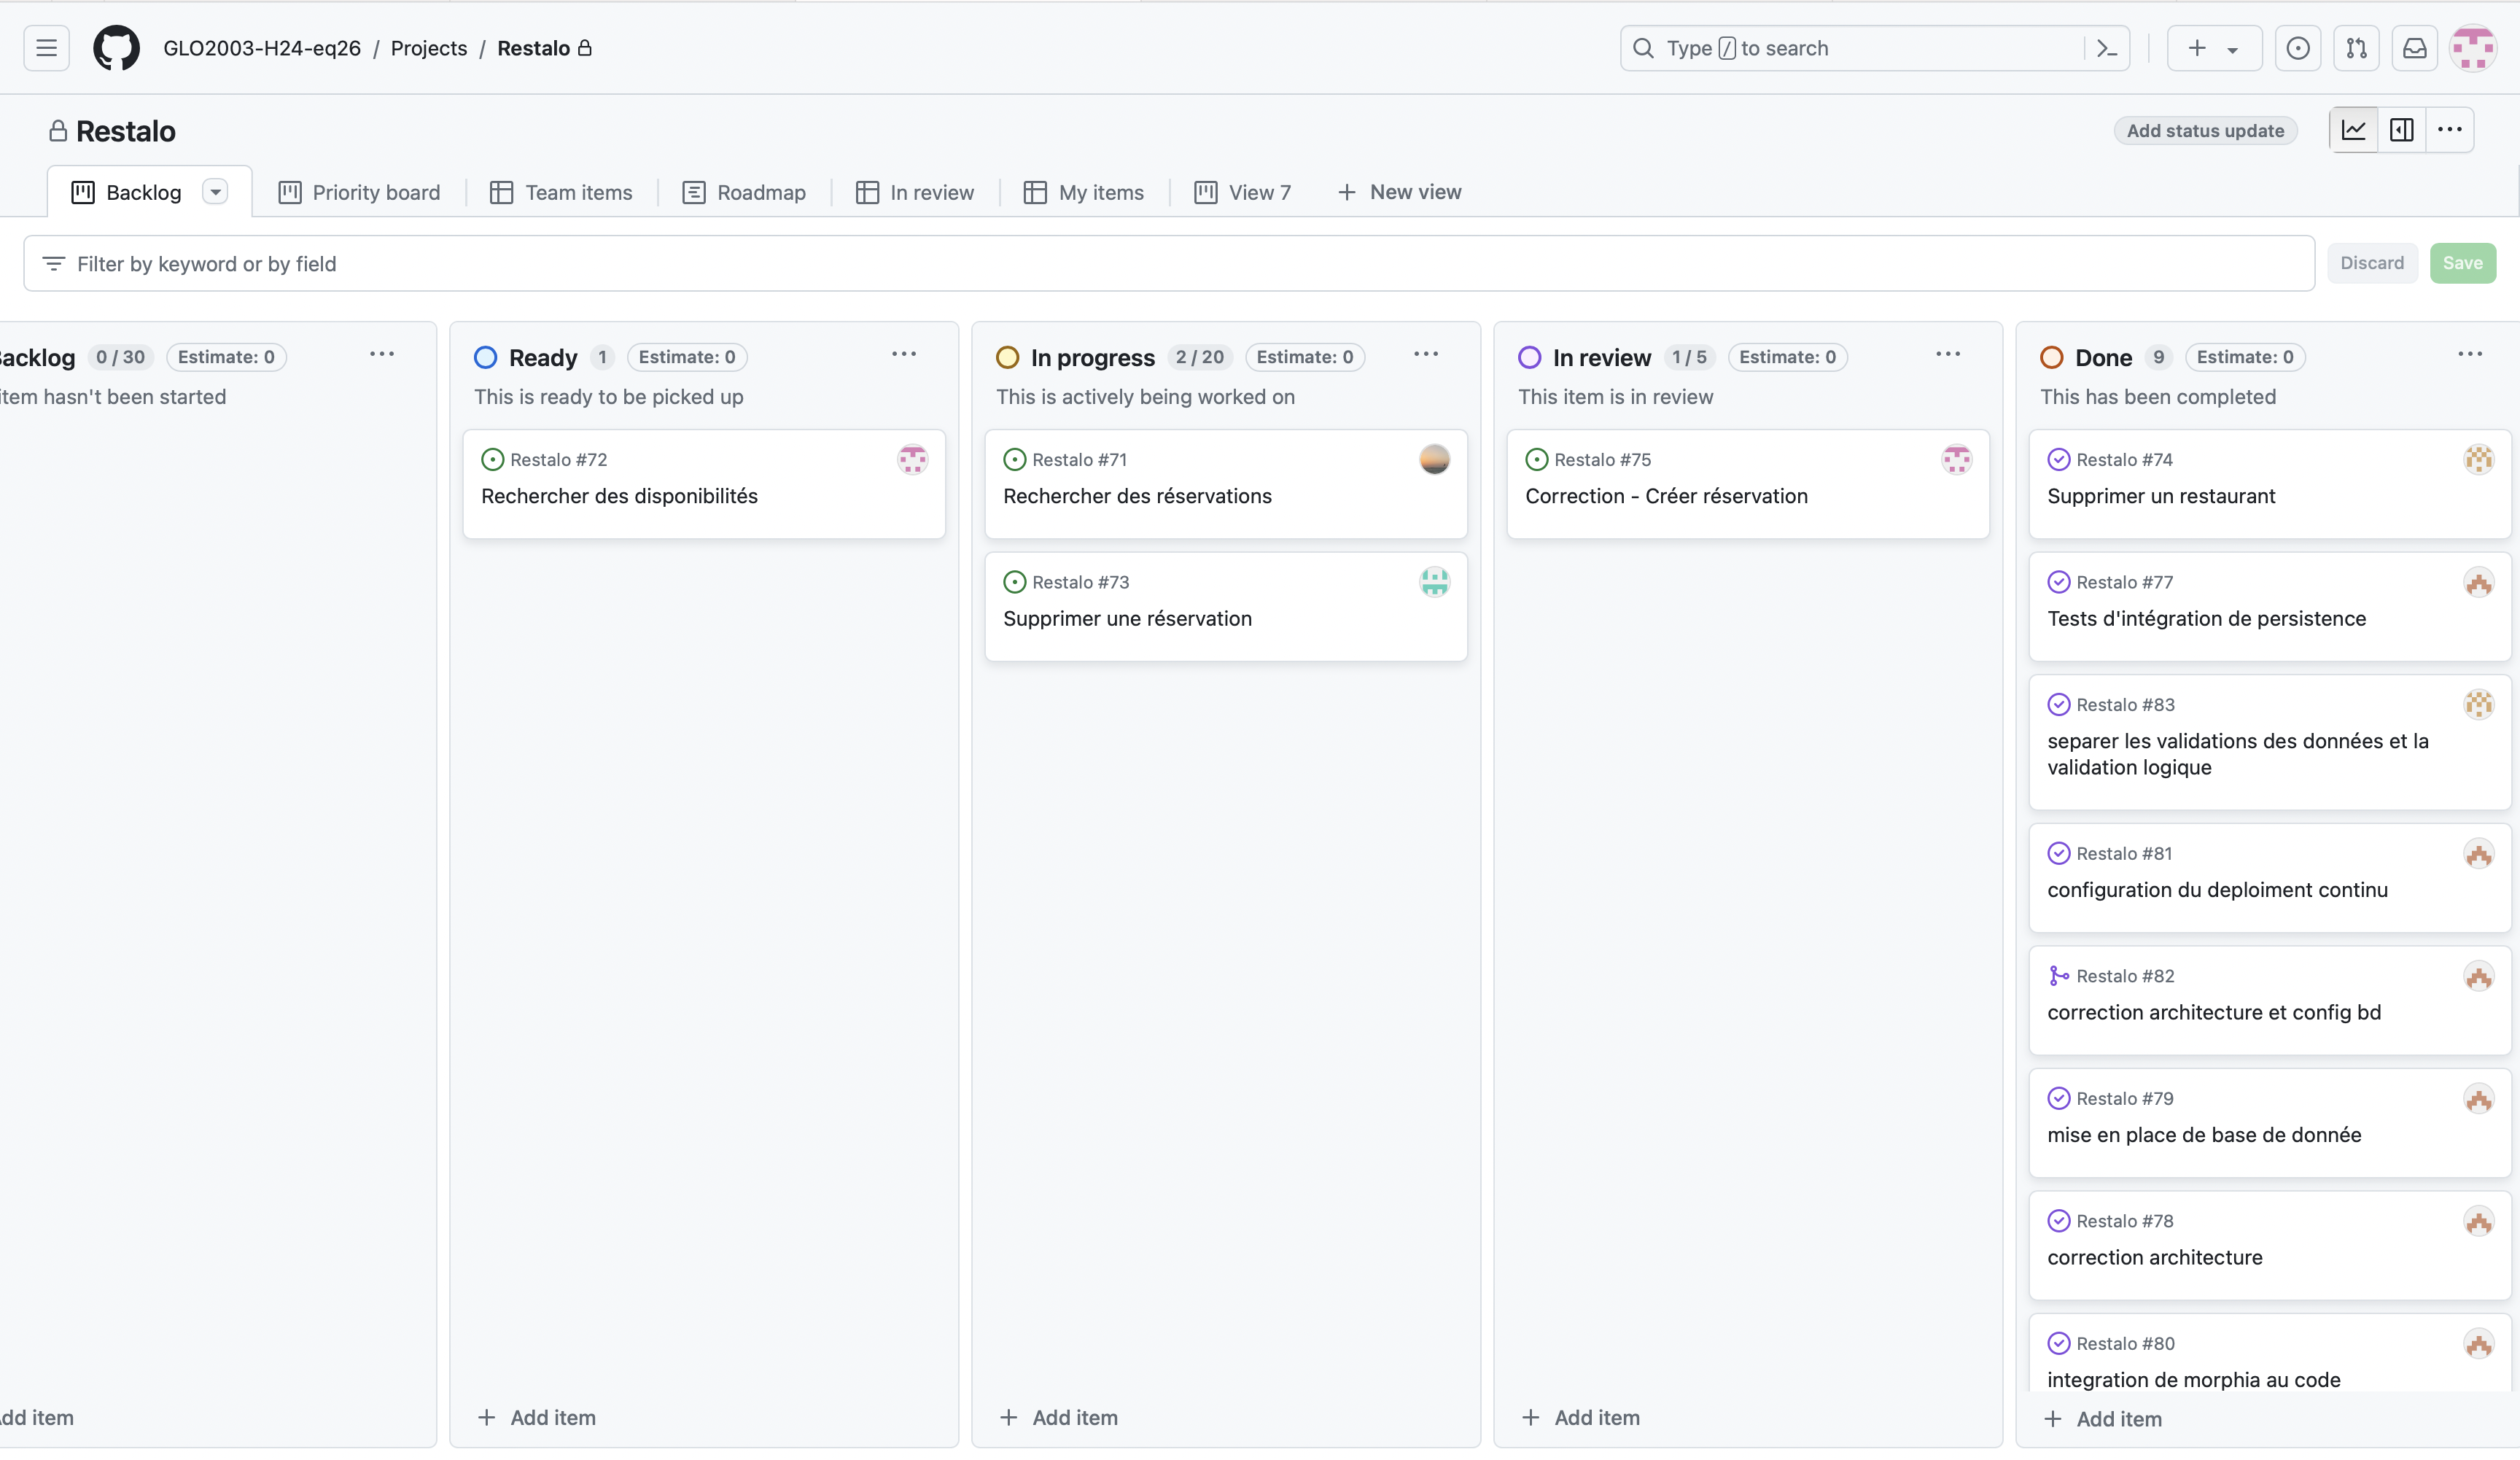 GLO2003-H24-eq26 / Projects / Restalo
Type / to search
Restalo
Add status update
Backlog
Priority board
Team items
Roadmap
In review
My items
View 7
New view
Filter by keyword or by field
Discard
Save
acklog 0 / 30 Estimate: 0
item hasn't been started
dd item
Ready 1 Estimate: 0
This is ready to be picked up
Restalo #72
Rechercher des disponibilités
Add item
In progress 2 / 20 Estimate: 0
This is actively being worked on
Restalo #71
Rechercher des réservations
Restalo #73
Supprimer une réservation
Add item
In review 1 / 5 Estimate: 0
This item is in review
Restalo #75
Correction - Créer réservation
Add item
Done 9 Estimate: 0
This has been completed
Restalo #74
Supprimer un restaurant
Restalo #77
Tests d'intégration de persistence
Restalo #83
separer les validations des données et la
validation logique
Restalo #81
configuration du deploiment continu
Restalo #82
correction architecture et config bd
Restalo #79
mise en place de base de donnée
Restalo #78
correction architecture
Restalo #80
integration de morphia au code
Add item